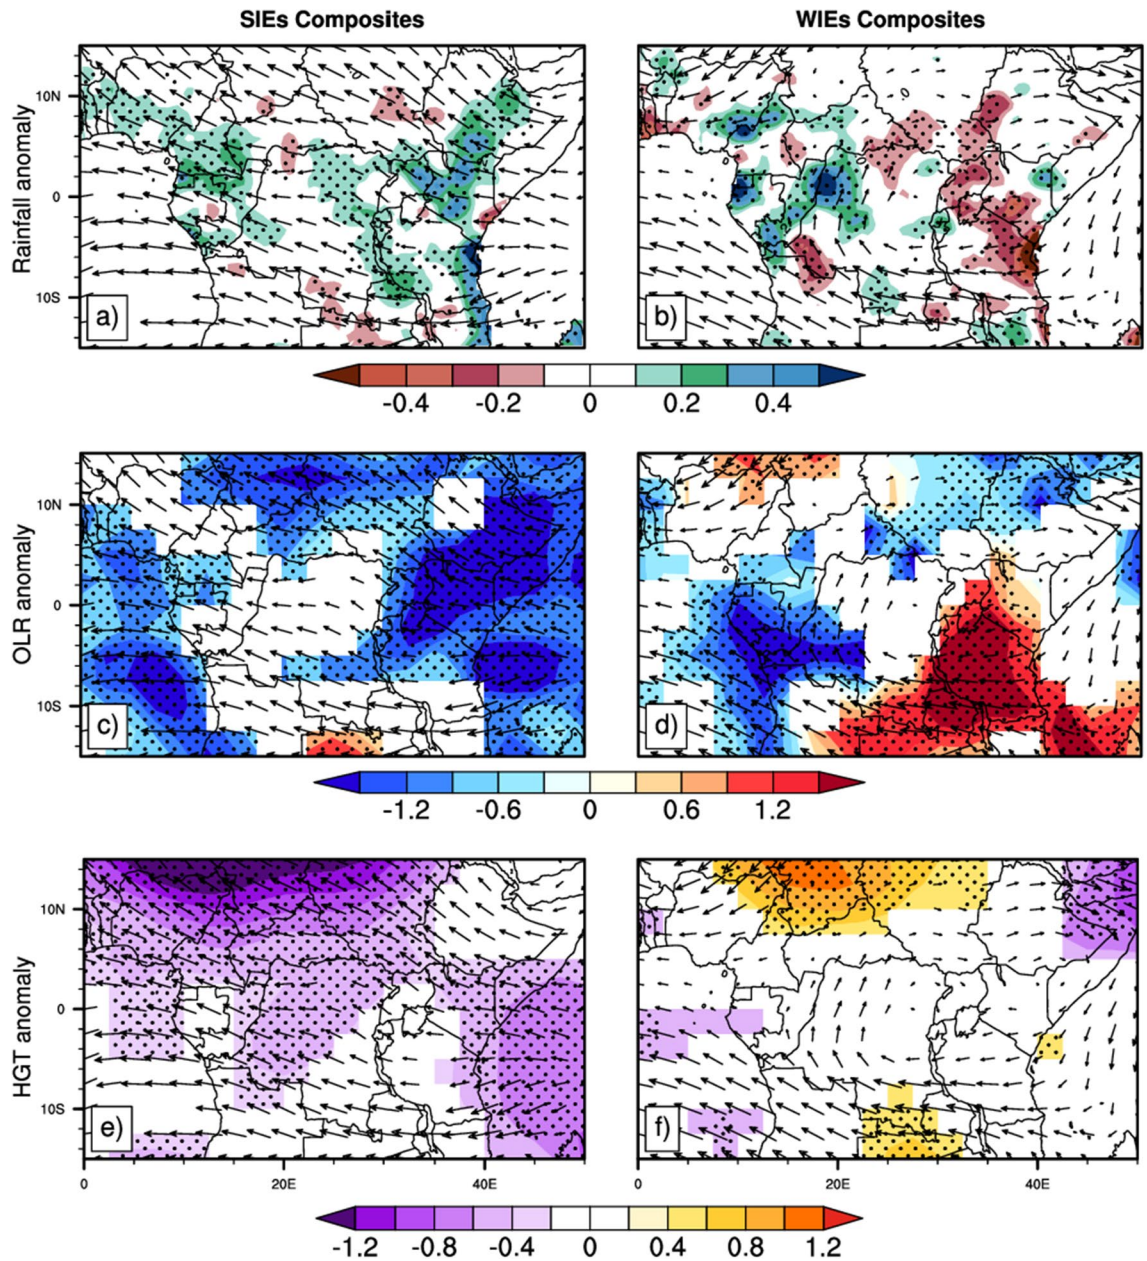 SIEs Composites WIEs Composites
Rainfall anomaly
10N
0
10S
a) b)
-0.4 -0.2 0 0.2 0.4
OLR anomaly
10N
0
10S
c) d)
-1.2 -0.6 0 0.6 1.2
HGT anomaly
10N
0
10S
e) f)
0 20E 40E 0 20E 40E
-1.2 -0.8 -0.4 0 0.4 0.8 1.2